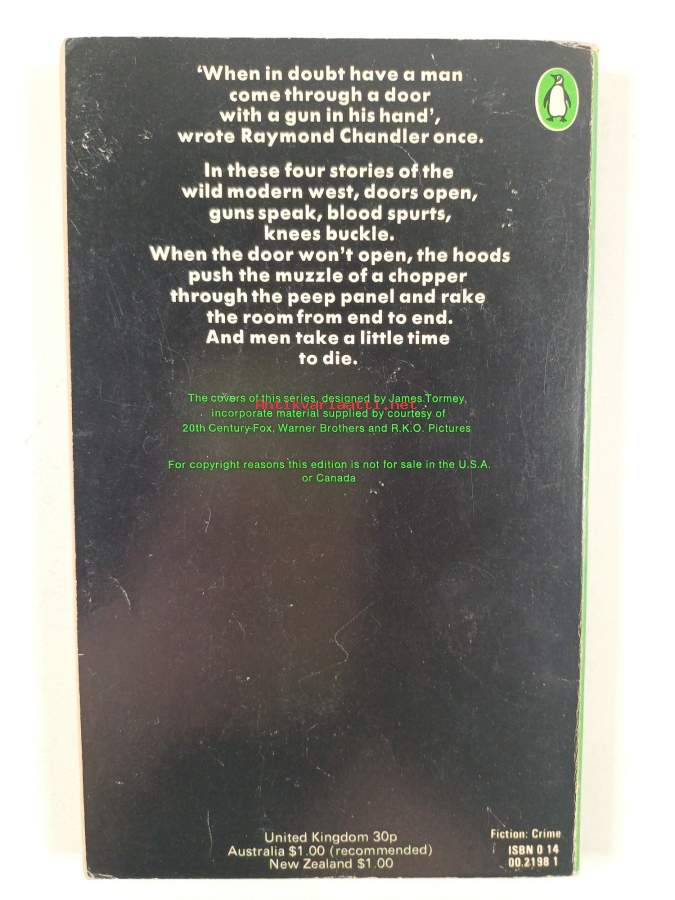 ‘When in doubt have a man
come through a door
with a gun in his hand’,
wrote Raymond Chandler once.
In these four stories of the
wild modern west, doors open,
guns speak, blood spurts,
knees buckle.
When the door won’t open, the hoods
push the muzzle of a chopper
through the peep panel and rake
the room from end to end.
And men take a little time
to die.
The covers of this series, designed by James Tormey,
Antikvariaatti.net
incorporate material supplied by courtesy of
20th Century-Fox, Warner Brothers and R.K.O. Pictures
For copyright reasons this edition is not for sale in the U.S.A.
or Canada
United Kingdom 30p
Australia $1.00 (recommended)
New Zealand $1.00
Fiction: Crime
ISBN 0 14
00.2198 1